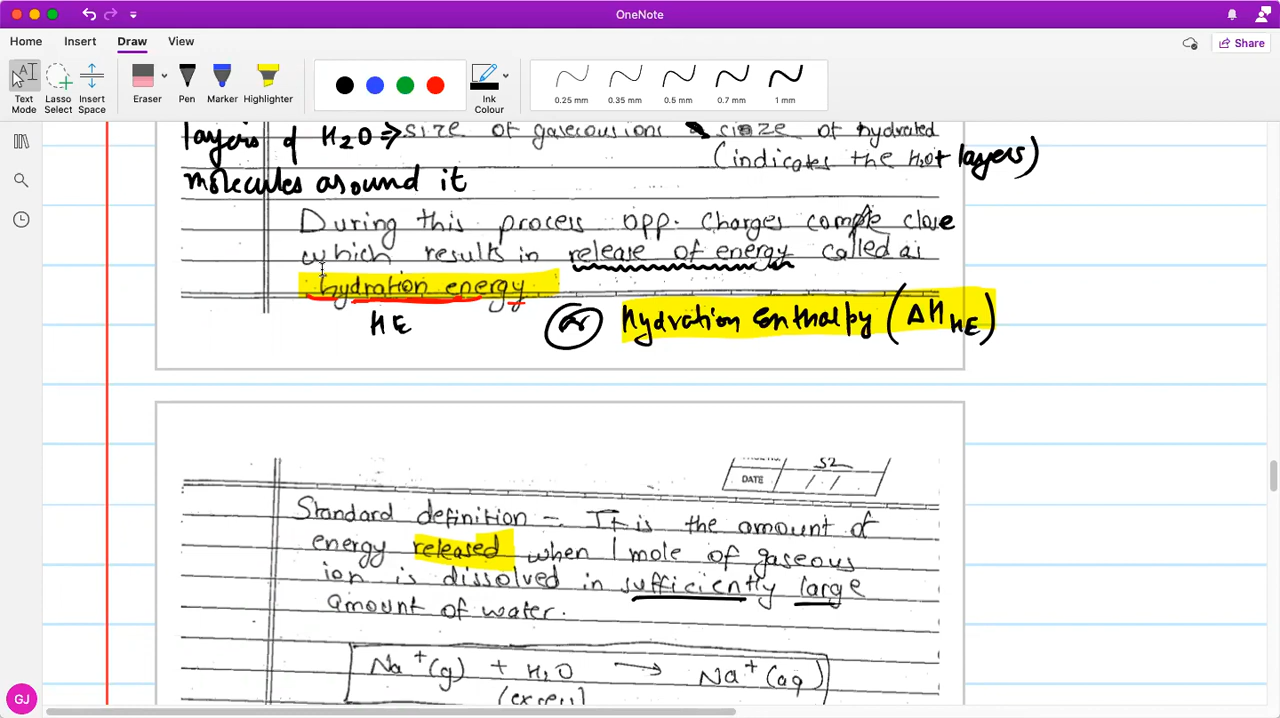 OneNote
Home Insert Draw View
Share
Text Mode
Lasso Select
Insert Space
Eraser
Pen
Marker
Highlighter
Ink Colour
0.25 mm
0.35 mm
0.5 mm
0.7 mm
1 mm
layers of H2O => size of gaseous ions size of hydrated
(indicates the H2O layers)
molecules around it
During this process opp. charges come close
which results in release of energy called as
hydration energy
HE
or Hydration Enthalpy (ΔH HE)
52
DATE / /
Standard definition - It is the amount of
energy released when 1 mole of gaseous
ion is dissolved in sufficiently large
amount of water.
Na+(g) + H2O → Na+(aq)
(excess)
GJ